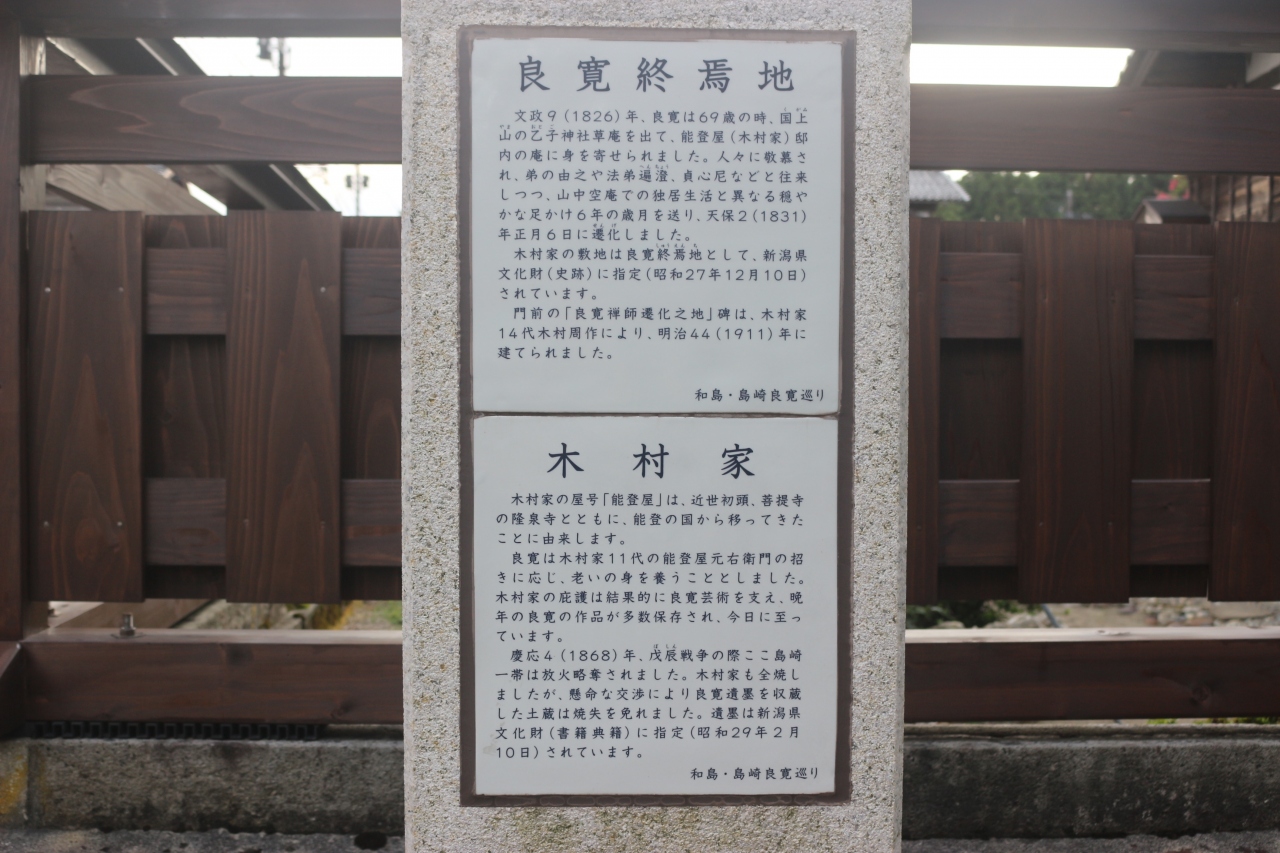 良寛終焉地
文政9(1826)年、良寛は69歳の時、国上
山の乙子神社草庵を出て、能登屋(木村家)邸
内の庵に身を寄せられました。人々に敬慕さ
れ、弟の由之や法弟遍澄、貞心尼などと往来
しつつ、山中空庵での独居生活と異なる穏や
かな足かけ6年の歳月を送り、天保2(1831)
年正月6日に遷化しました。
木村家の敷地は良寛終焉地として、新潟県
文化財(史跡)に指定(昭和27年12月10日)
されています。
門前の「良寛禅師遷化之地」碑は、木村家
14代木村周作により、明治44(1911)年に
建てられました。
和島・島崎良寛巡り
木村家
木村家の屋号「能登屋」は、近世初頭、菩提寺
の隆泉寺とともに、能登の国から移ってきた
ことに由来します。
良寛は木村家11代の能登屋元右衛門の招
きに応じ、老いの身を養うこととしました。
木村家の庇護は結果的に良寛芸術を支え、晩
年の良寛の作品が多数保存され、今日に至っ
ています。
慶応4(1868)年、戊辰戦争の際ここ島崎
一帯は放火略奪されました。木村家も全焼し
ましたが、懸命な交渉により良寛遺墨を収蔵
した土蔵は焼失を免れました。遺墨は新潟県
文化財(書籍典籍)に指定(昭和29年2月
10日)されています。
和島・島崎良寛巡り